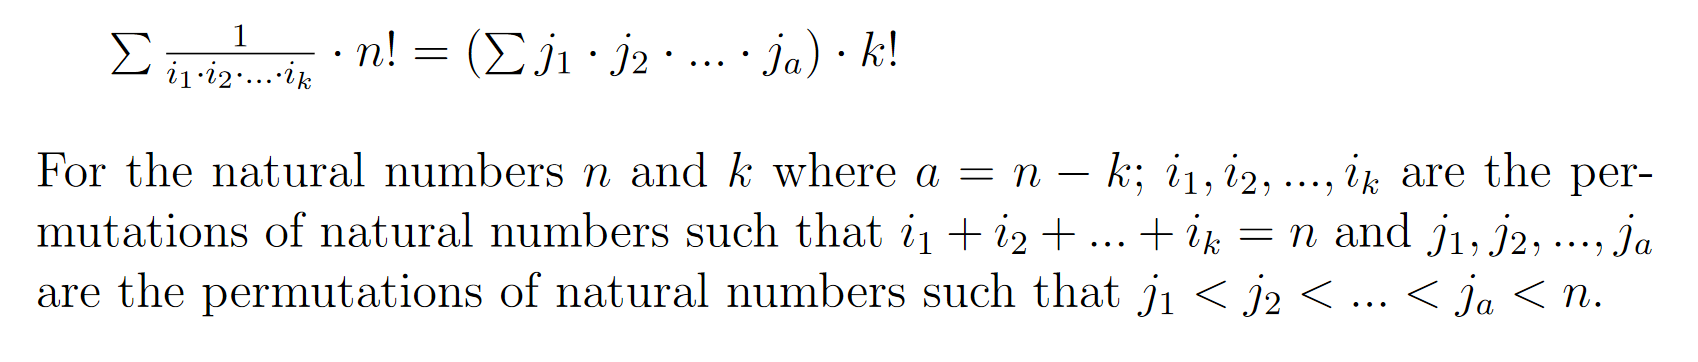 ∑ 1/(i₁·i₂·...·iₖ) · n! = (∑ j₁ · j₂ · ... · jₐ) · k!
For the natural numbers n and k where a = n − k; i₁, i₂, ..., iₖ are the per-
mutations of natural numbers such that i₁ + i₂ + ... + iₖ = n and j₁, j₂, ..., jₐ
are the permutations of natural numbers such that j₁ < j₂ < ... < jₐ < n.